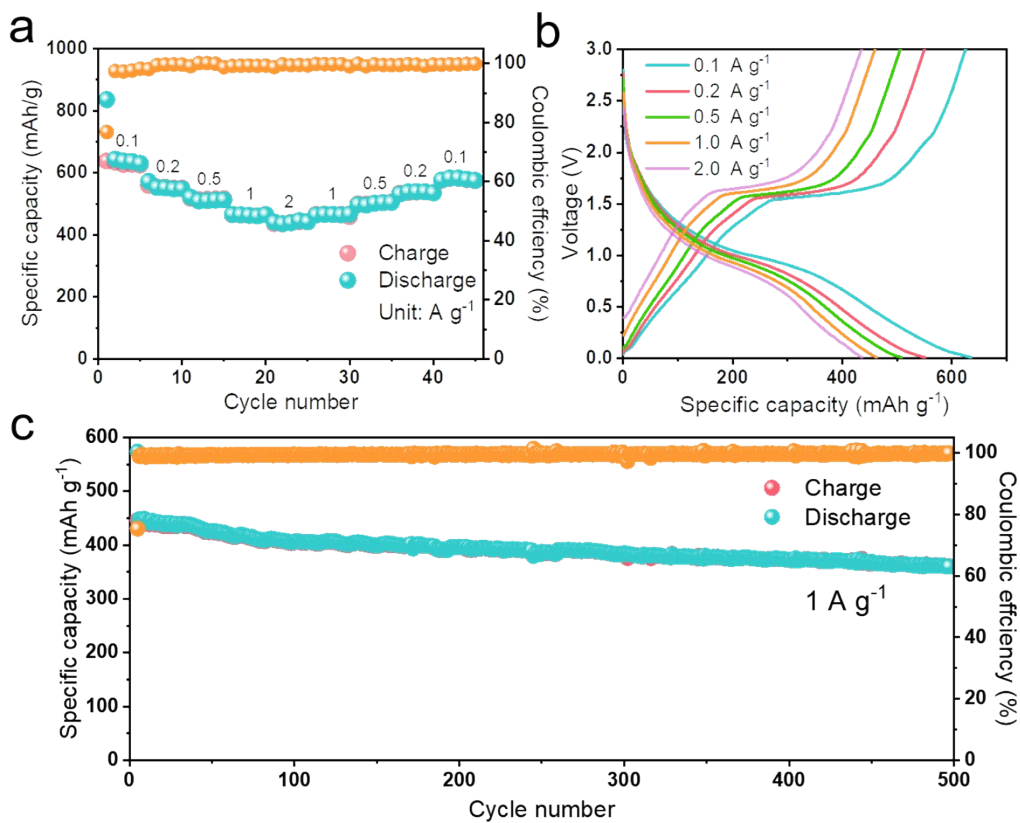 a
1000
800
600
400
200
0
Specific capacity (mAh/g)
0.1
0.2
0.5
1
2
1
0.5
0.2
0.1
Charge
Discharge
Unit: A g-1
100
80
60
40
20
0
Coulombic effciency (%)
0 10 20 30 40
Cycle number
b
3.0
2.5
2.0
1.5
1.0
0.5
0.0
Voltage (V)
0.1 A g-1
0.2 A g-1
0.5 A g-1
1.0 A g-1
2.0 A g-1
0 200 400 600
Specific capacity (mAh g-1)
c
600
500
400
300
200
100
0
Specific capacity (mAh g-1)
Charge
Discharge
1 A g-1
100
80
60
40
20
0
Coulombic effciency (%)
0 100 200 300 400 500
Cycle number